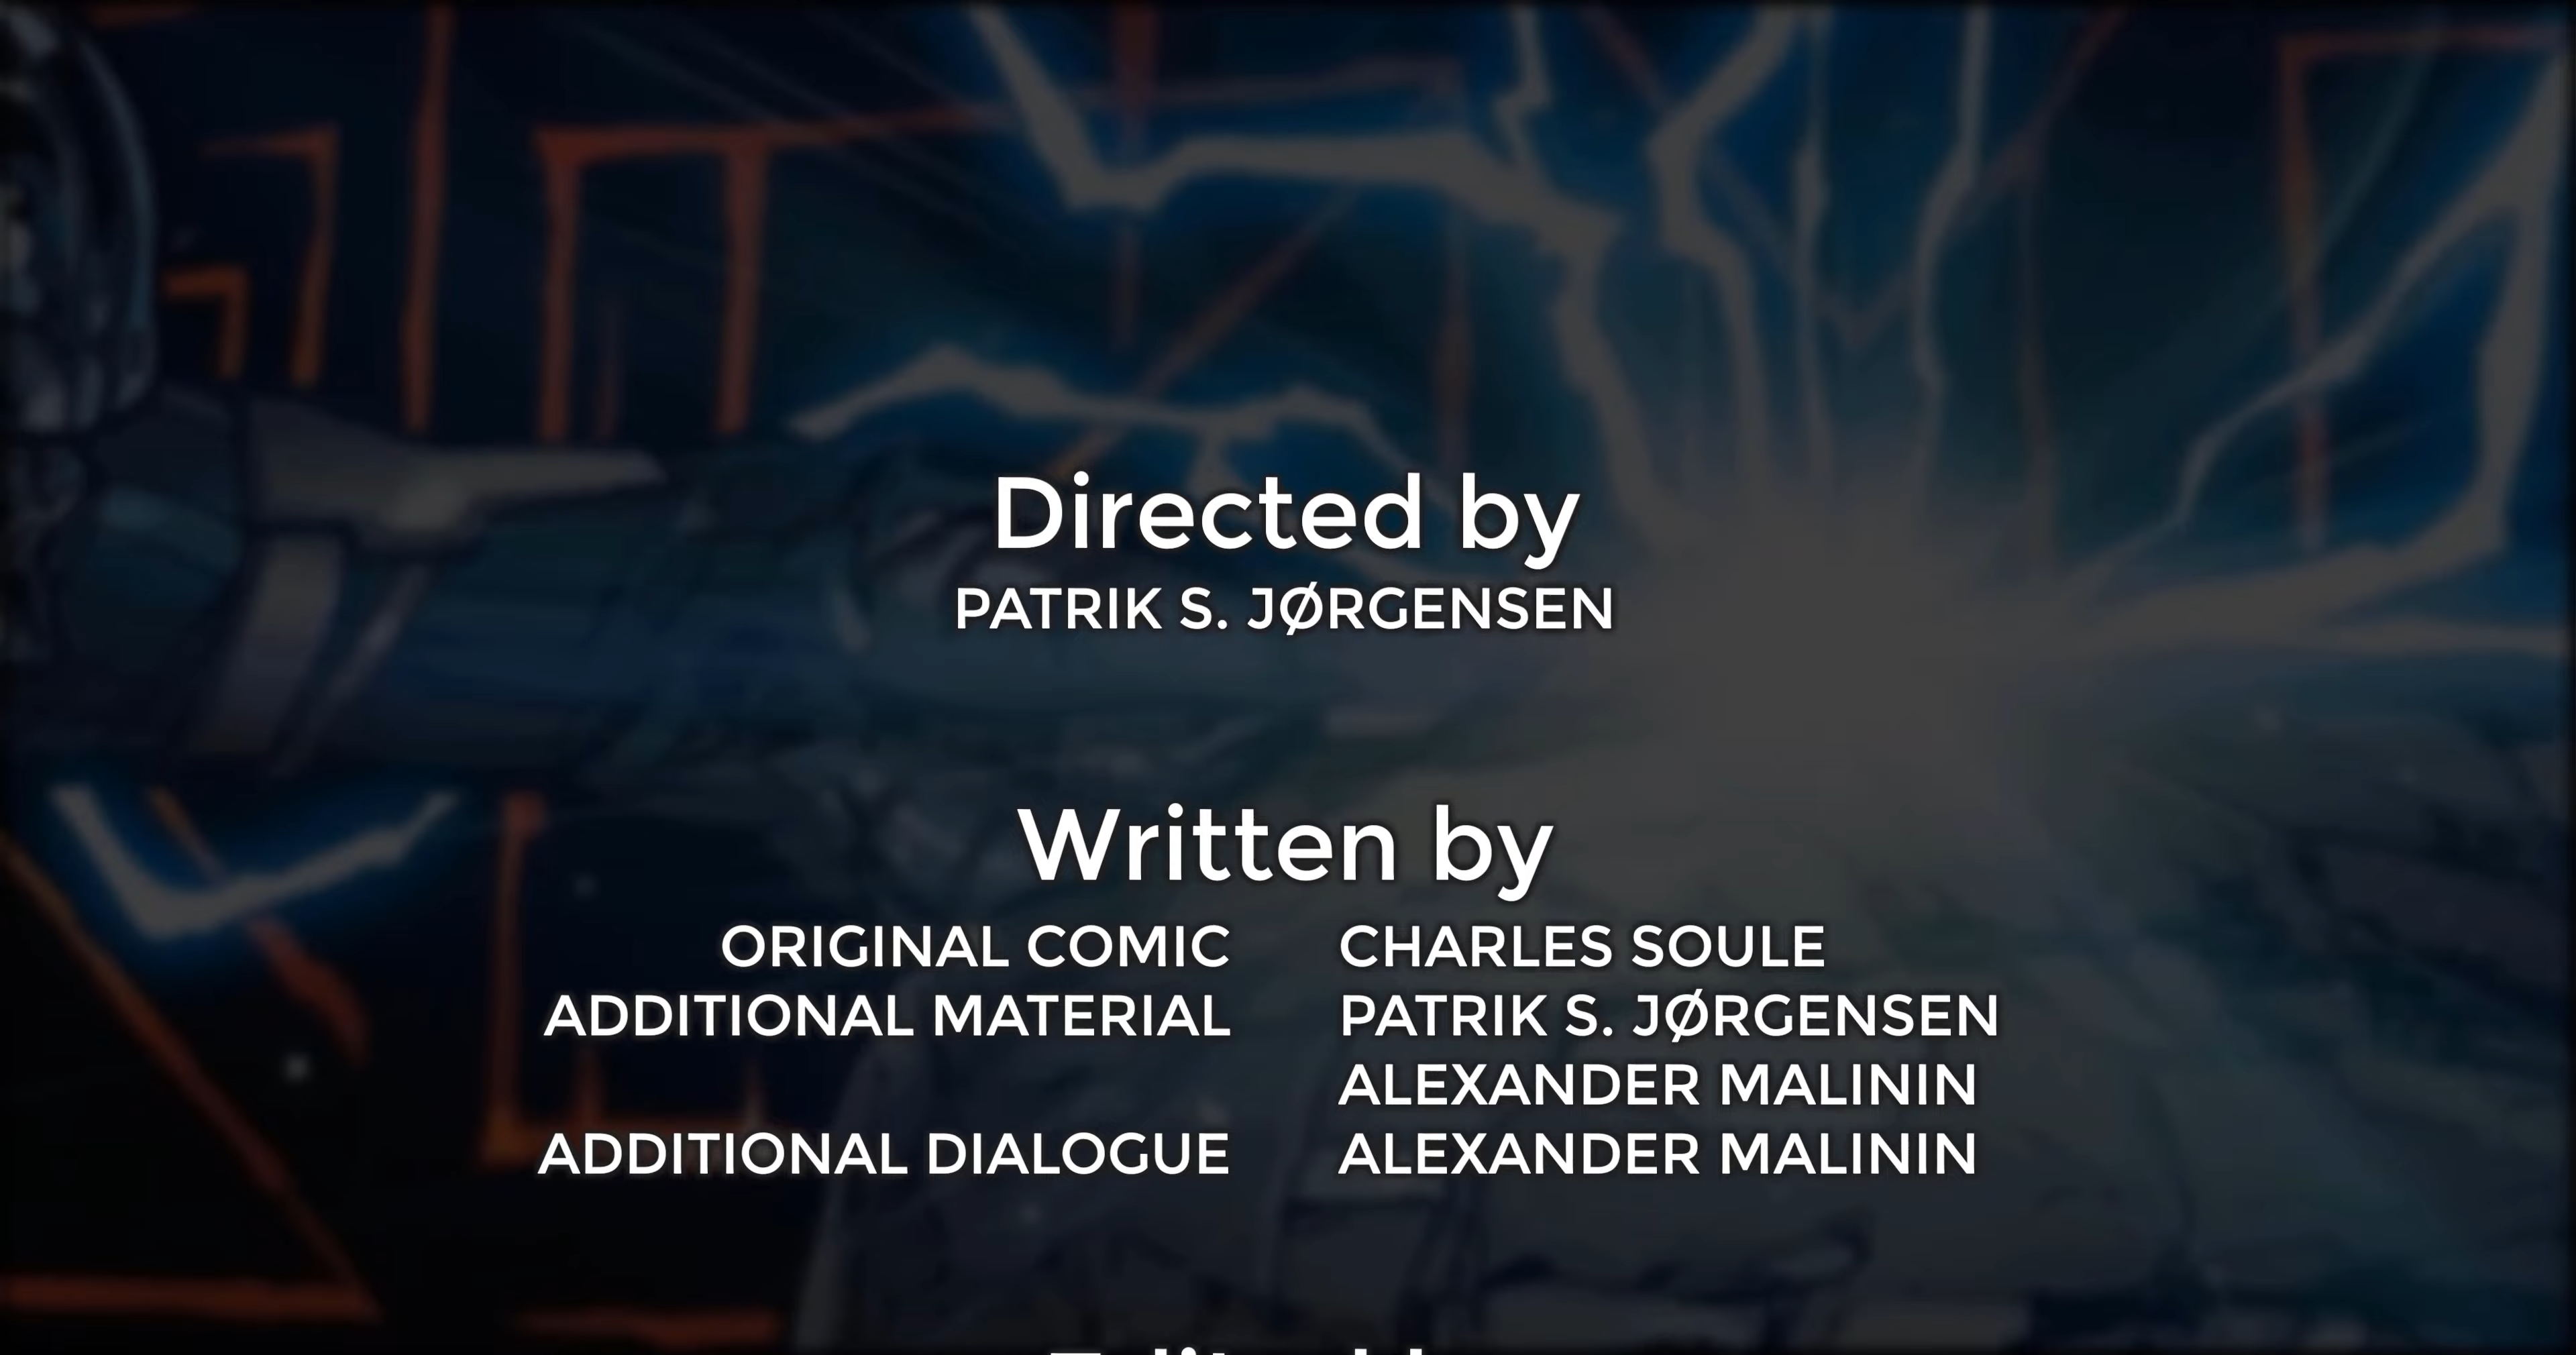 Directed by
PATRIK S. JØRGENSEN
Written by
ORIGINAL COMIC CHARLES SOULE
ADDITIONAL MATERIAL PATRIK S. JØRGENSEN
ALEXANDER MALININ
ADDITIONAL DIALOGUE ALEXANDER MALININ